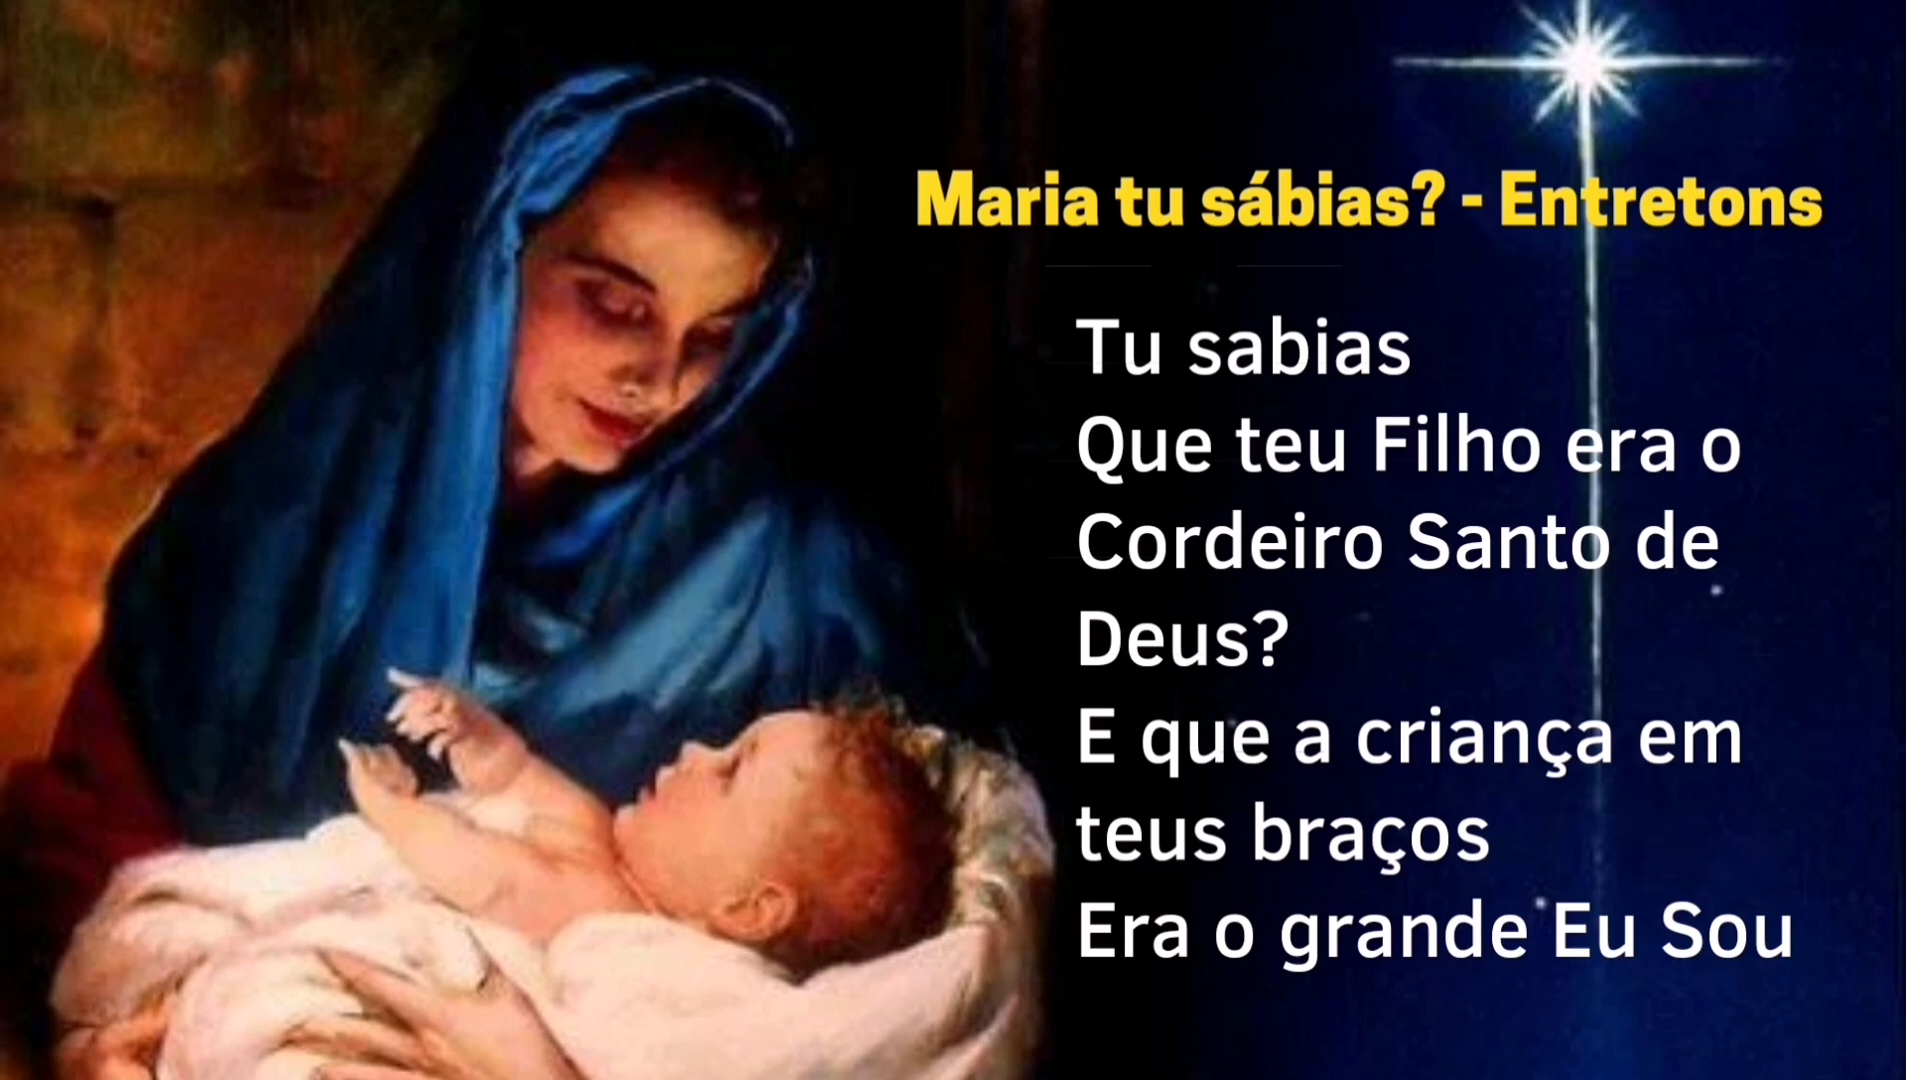 Maria tu sábias? - Entretons
Tu sabias
Que teu Filho era o
Cordeiro Santo de
Deus?
E que a criança em
teus braços
Era o grande Eu Sou